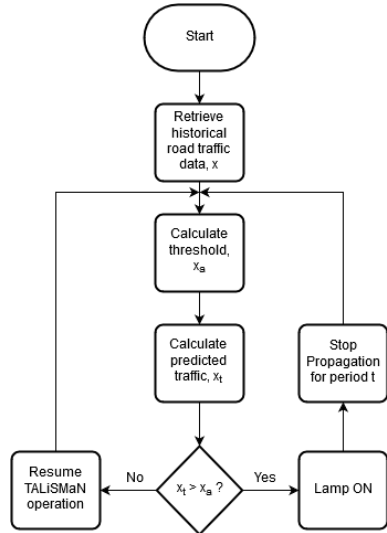 Start
Retrieve
historical
road traffic
data, x
Calculate
threshold,
xₐ
Calculate
predicted
traffic, xₜ
Stop
Propagation
for period t
Resume
TALiSMaN
operation
No
xₜ > xₐ ?
Yes
Lamp ON